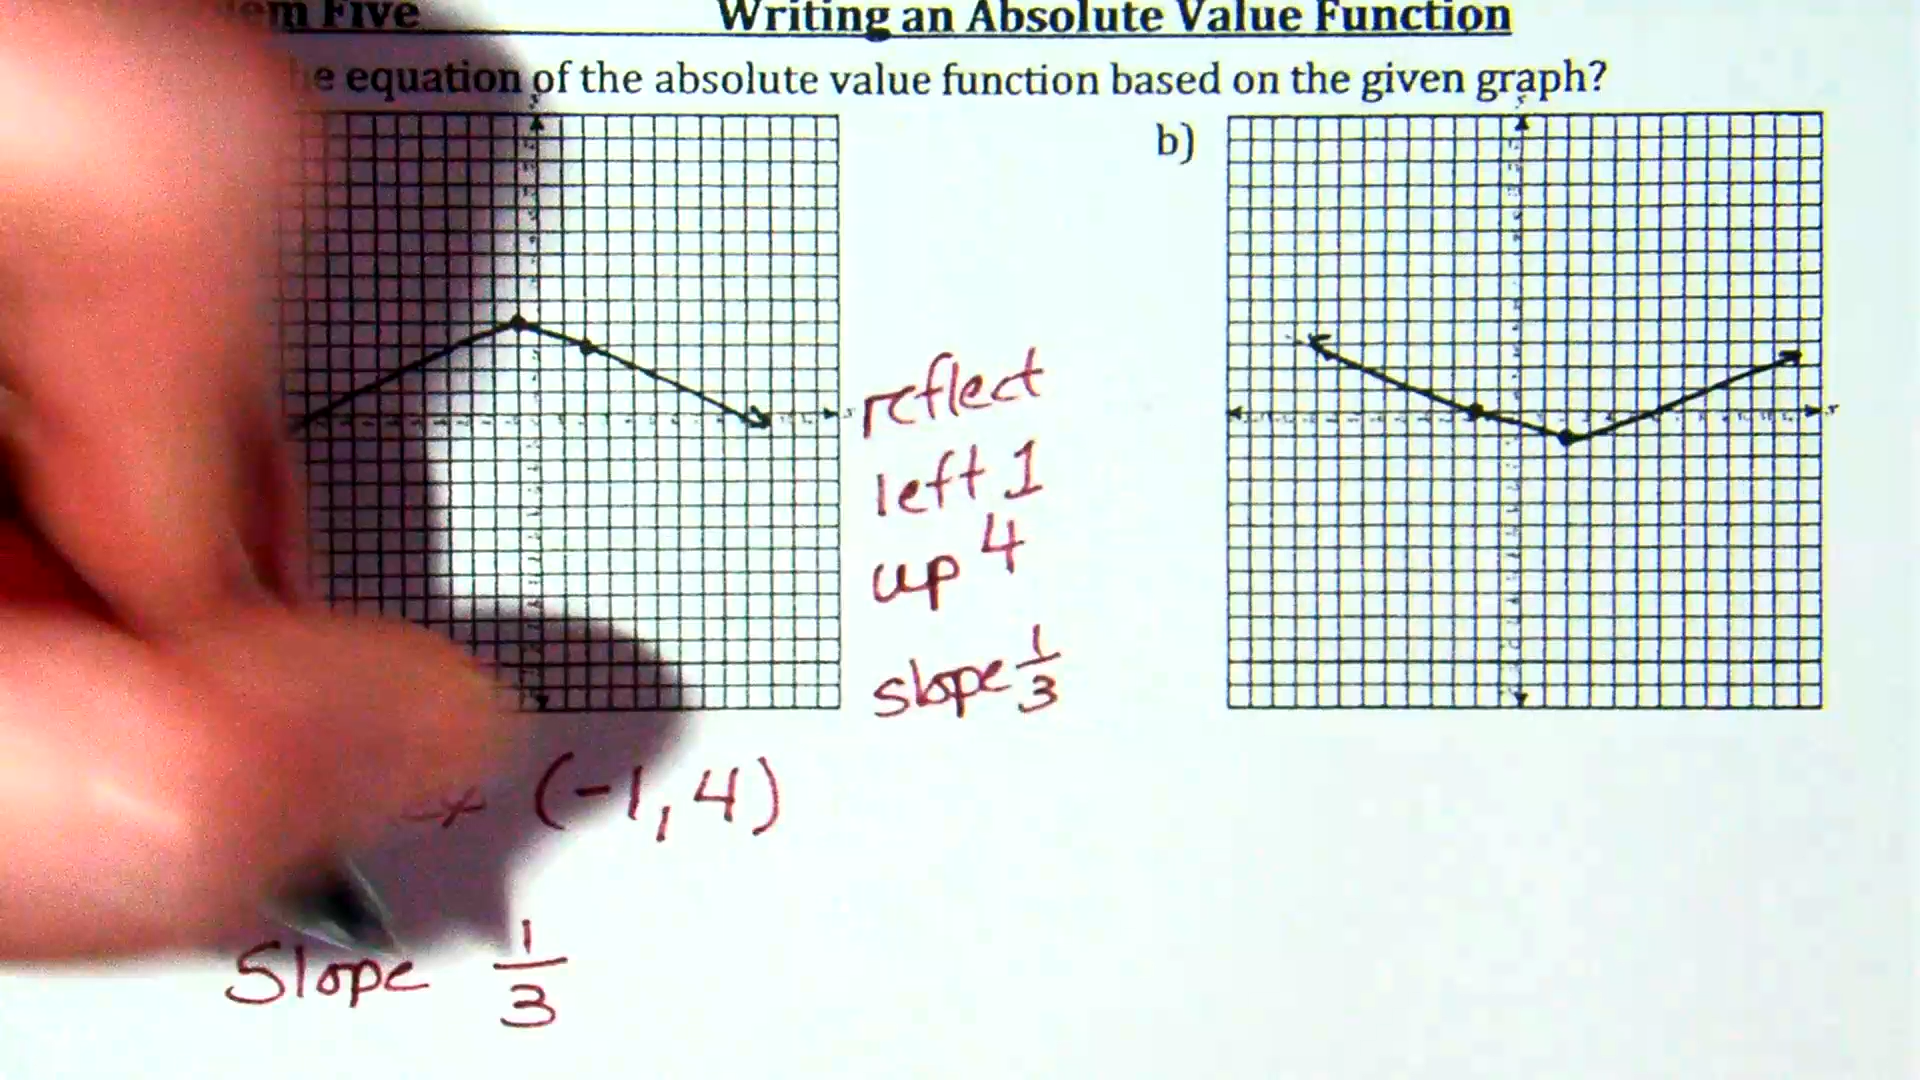 Five Writing an Absolute Value Function
equation of the absolute value function based on the given graph?
b)
reflect
left 1
up 4
slope 1/3
(-1, 4)
Slope 1/3